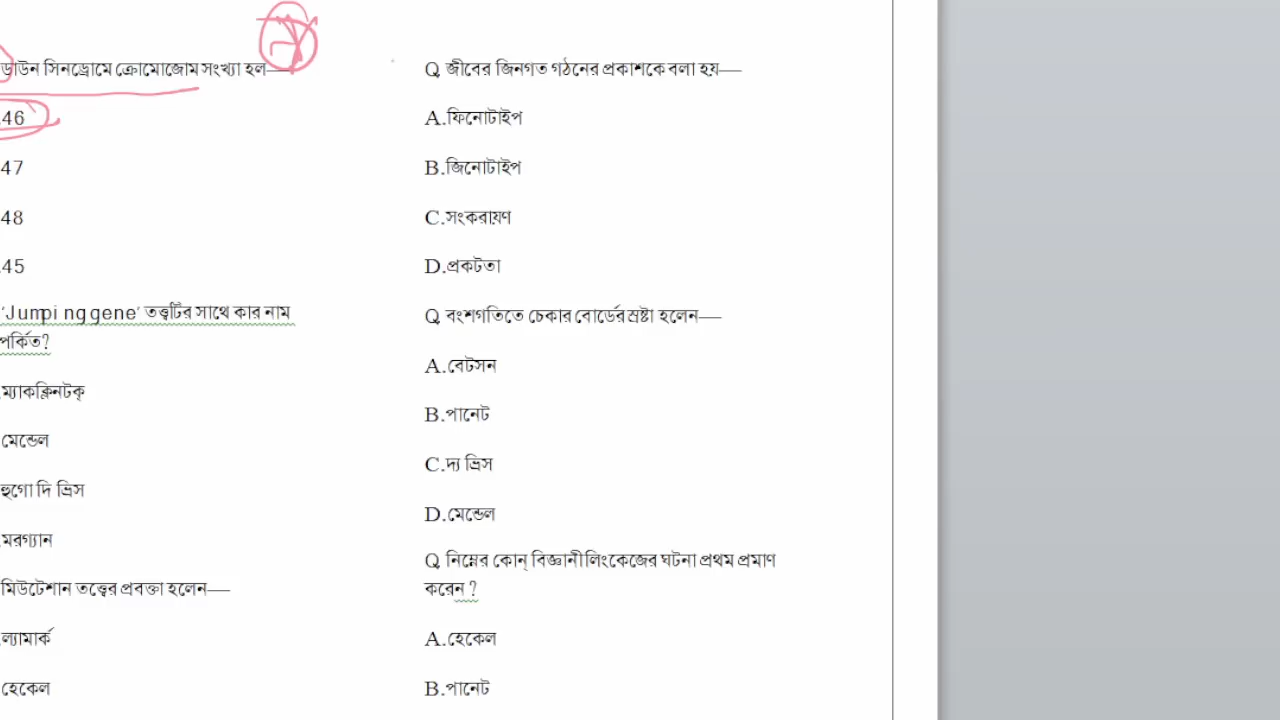 ডাউন সিনড্রোমে ক্রোমোজোম সংখ্যা হল—
.46
47
48
.45
‘Jumping gene’ তত্ত্বটির সাথে কার নাম
পর্কিত?
.ম্যাকক্লিনটক্
মেন্ডেল
হুগো দি ভ্রিস
.মরগ্যান
মিউটেশান তত্ত্বের প্রবক্তা হলেন—
.ল্যামার্ক
হেকেল
Q. জীবের জিনগত গঠনের প্রকাশকে বলা হয়—
A.ফিনোটাইপ
B.জিনোটাইপ
C.সংকরায়ণ
D.প্রকটতা
Q. বংশগতিতে চেকার বোর্ডের স্রষ্টা হলেন—
A.বেটসন
B.পানেট
C.দ্য ভ্রিস
D.মেন্ডেল
Q. নিম্নের কোন্ বিজ্ঞানী লিংকেজের ঘটনা প্রথম প্রমাণ
করেন ?
A.হেকেল
B.পানেট